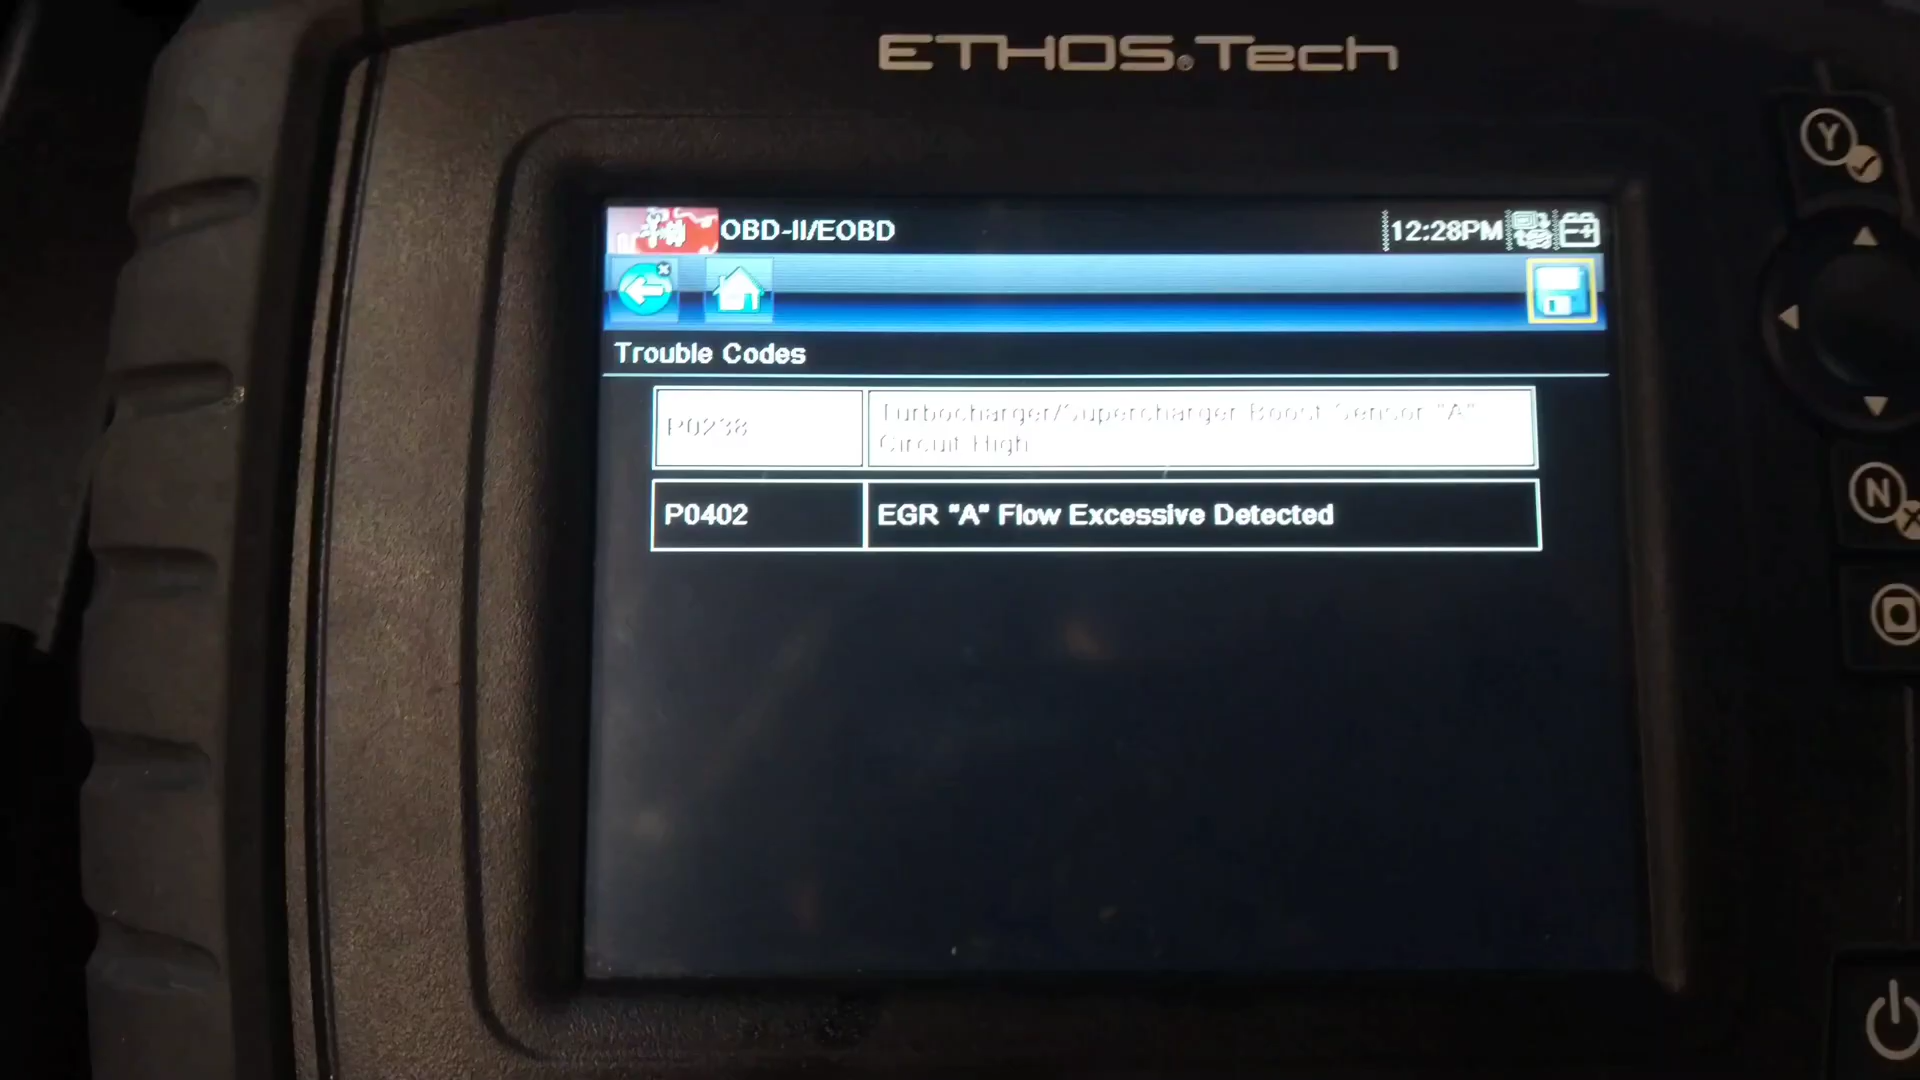 ETHOS.Tech
OBD-II/EOBD
12:28PM
Trouble Codes
P0238
Turbocharger/Supercharger Boost Sensor "A"
Circuit High
P0402
EGR "A" Flow Excessive Detected
Y
N